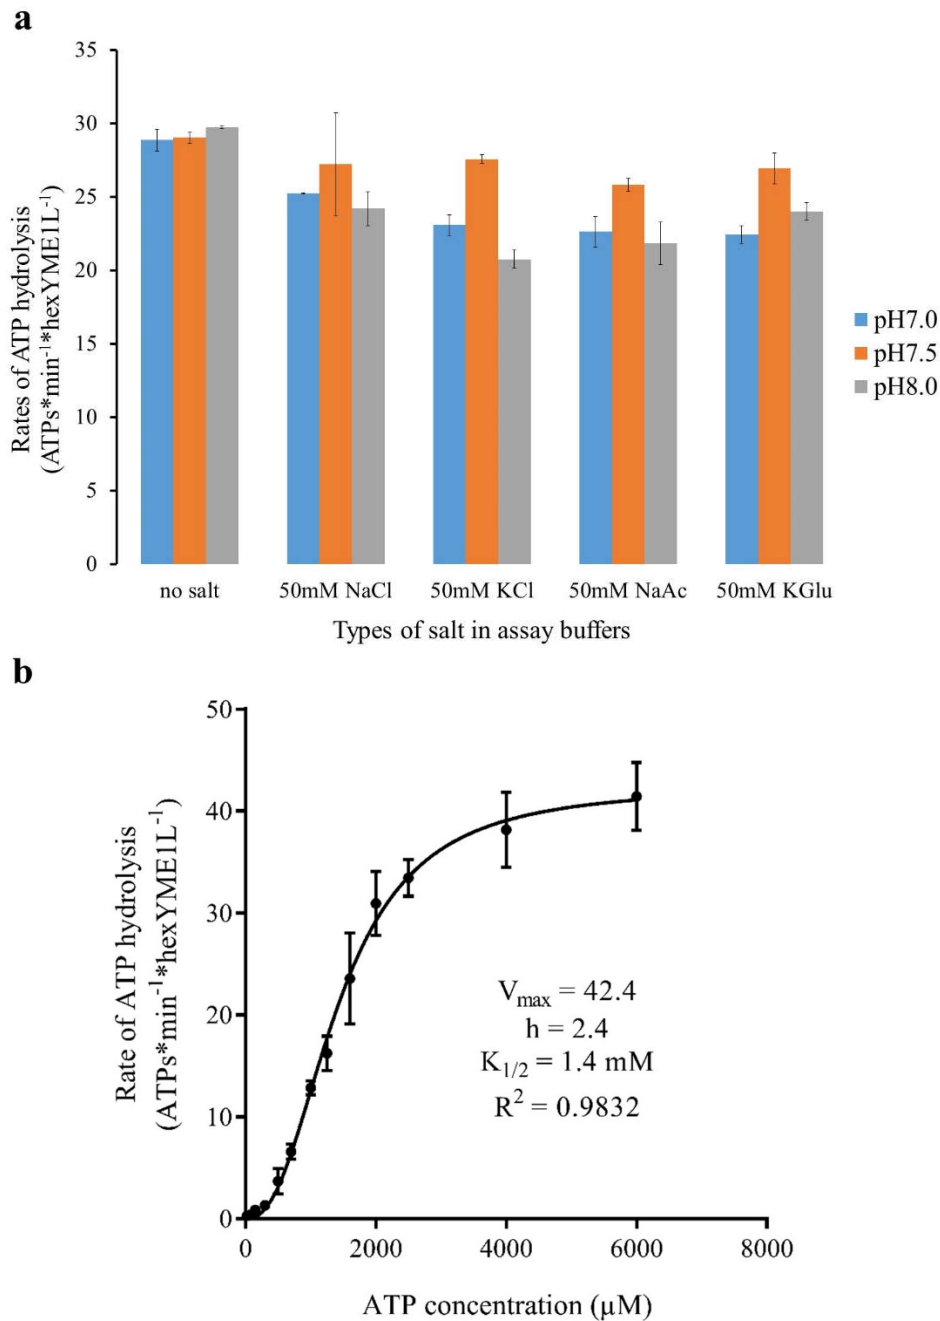 a
35
30
25
20
15
10
5
0
Rates of ATP hydrolysis
(ATPs*min⁻¹*hexYME1L⁻¹)
no salt 50mM NaCl 50mM KCl 50mM NaAc 50mM KGlu
Types of salt in assay buffers
pH7.0
pH7.5
pH8.0
b
50
40
30
20
10
0
Rate of ATP hydrolysis
(ATPs*min⁻¹*hexYME1L⁻¹)
Vmax = 42.4
h = 2.4
K1/2 = 1.4 mM
R² = 0.9832
0 2000 4000 6000 8000
ATP concentration (µM)